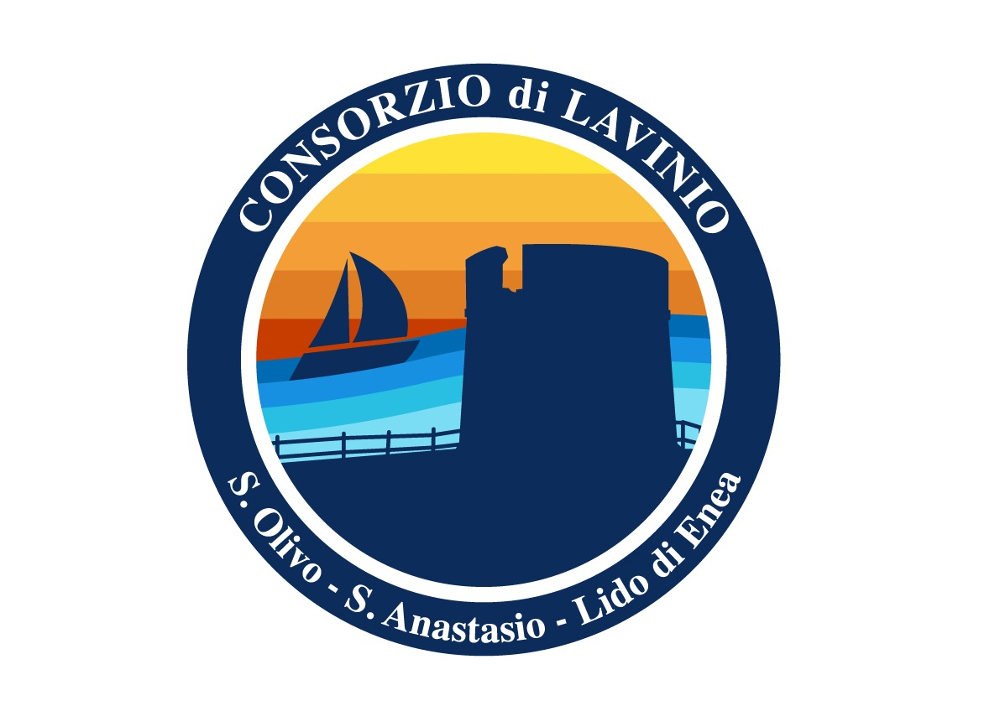 CONSORZIO di LAVINIO
S. Olivo - S. Anastasio - Lido di Enea